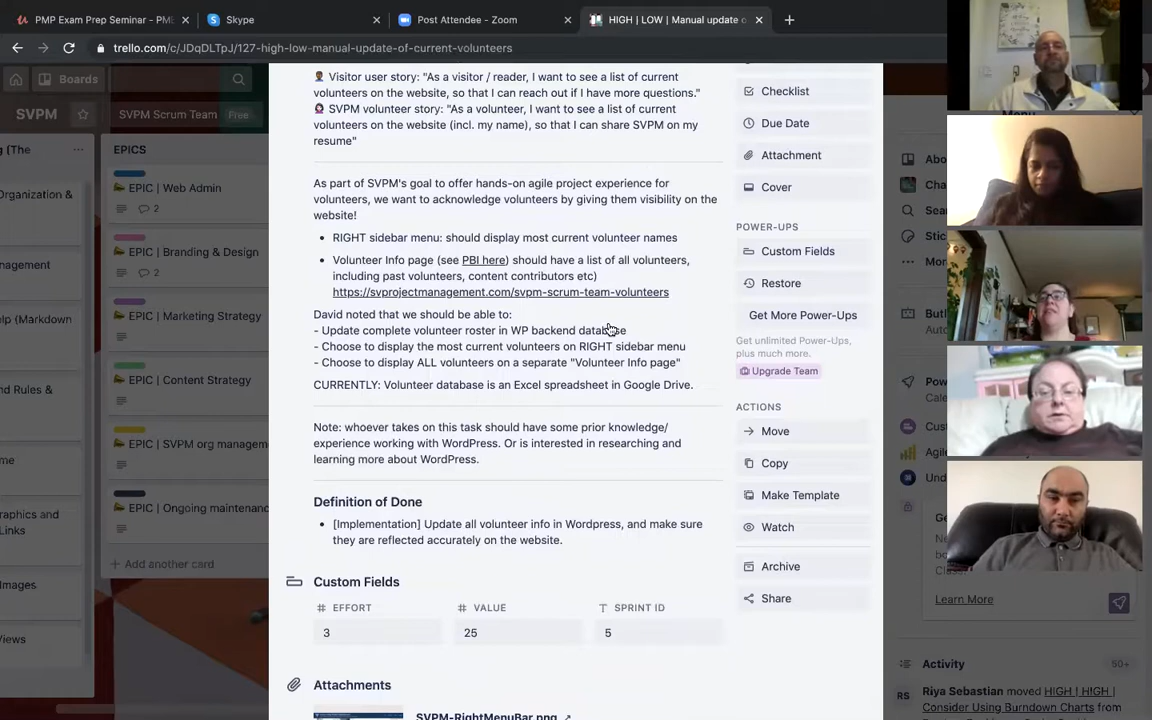 PMP Exam Prep Seminar - PM
Skype
Post Attendee - Zoom
HIGH | LOW | Manual update o
trello.com/c/JDqDLTpJ/127-high-low-manual-update-of-current-volunteers
Boards
SVPM
SVPM Scrum Team
Free
EPICS
EPIC | Web Admin
2
EPIC | Branding & Design
2
EPIC | Marketing Strategy
EPIC | Content Strategy
EPIC | SVPM org managem
EPIC | Ongoing maintenanc
Add another card
Visitor user story: "As a visitor / reader, I want to see a list of current
volunteers on the website, so that I can reach out if I have more questions."
SVPM volunteer story: "As a volunteer, I want to see a list of current
volunteers on the website (incl. my name), so that I can share SVPM on my
resume"
As part of SVPM's goal to offer hands-on agile project experience for
volunteers, we want to acknowledge volunteers by giving them visibility on the
website!
RIGHT sidebar menu: should display most current volunteer names
Volunteer Info page (see PBI here) should have a list of all volunteers,
including past volunteers, content contributors etc)
https://svprojectmanagement.com/svpm-scrum-team-volunteers
David noted that we should be able to:
- Update complete volunteer roster in WP backend database
- Choose to display the most current volunteers on RIGHT sidebar menu
- Choose to display ALL volunteers on a separate "Volunteer Info page"
CURRENTLY: Volunteer database is an Excel spreadsheet in Google Drive.
Note: whoever takes on this task should have some prior knowledge/
experience working with WordPress. Or is interested in researching and
learning more about WordPress.
Definition of Done
[Implementation] Update all volunteer info in Wordpress, and make sure
they are reflected accurately on the website.
Custom Fields
EFFORT
VALUE
SPRINT ID
3
25
5
Attachments
SVPM-RightMenuBar.png
Checklist
Due Date
Attachment
Cover
POWER-UPS
Custom Fields
Restore
Get More Power-Ups
Get unlimited Power-Ups,
plus much more.
Upgrade Team
ACTIONS
Move
Copy
Make Template
Watch
Archive
Share
Learn More
Activity
50+
RS
Riya Sebastian moved HIGH | HIGH |
Consider Using Burndown Charts from